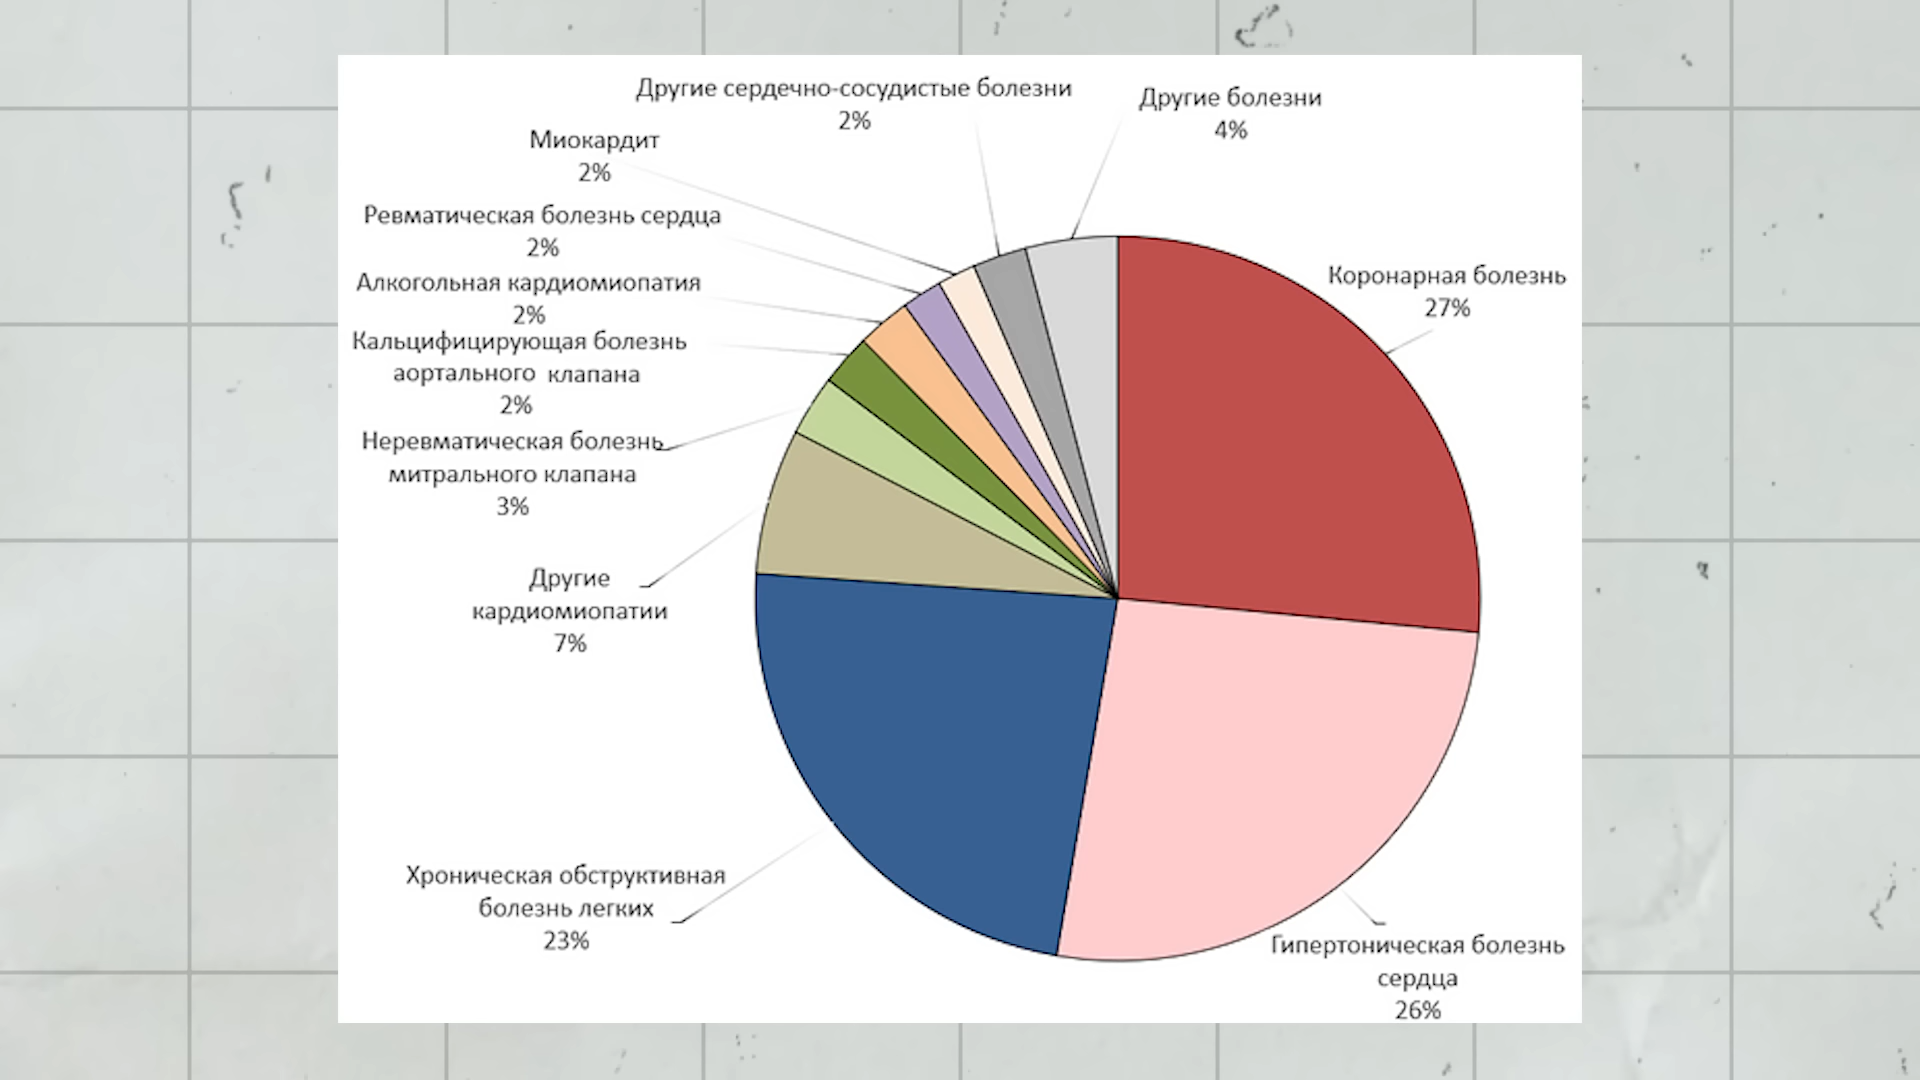 Другие сердечно-сосудистые болезни
2%
Другие болезни
4%
Миокардит
2%
Ревматическая болезнь сердца
2%
Алкогольная кардиомиопатия
2%
Кальцифицирующая болезнь
аортального клапана
2%
Неревматическая болезнь
митрального клапана
3%
Другие
кардиомиопатии
7%
Хроническая обструктивная
болезнь легких
23%
Коронарная болезнь
27%
Гипертоническая болезнь
сердца
26%